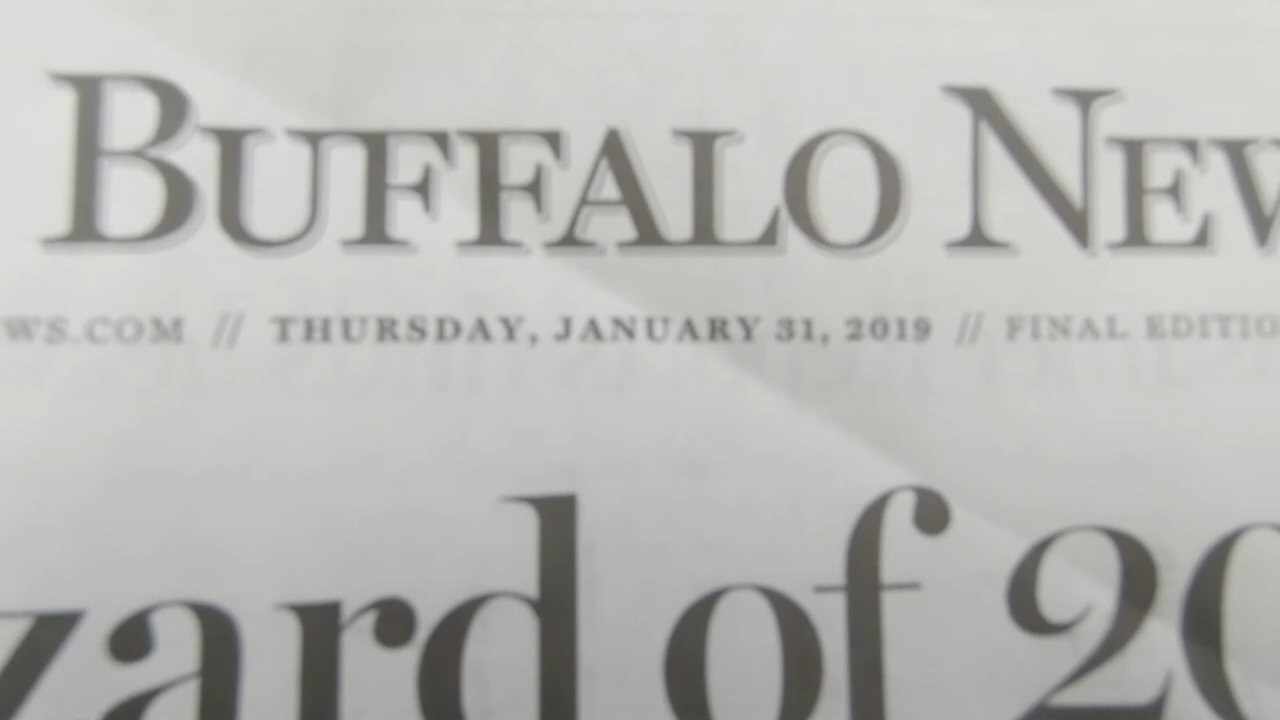 BUFFALO NEW
WS.COM // THURSDAY, JANUARY 31, 2019 // FINAL EDITIO
zard of 20